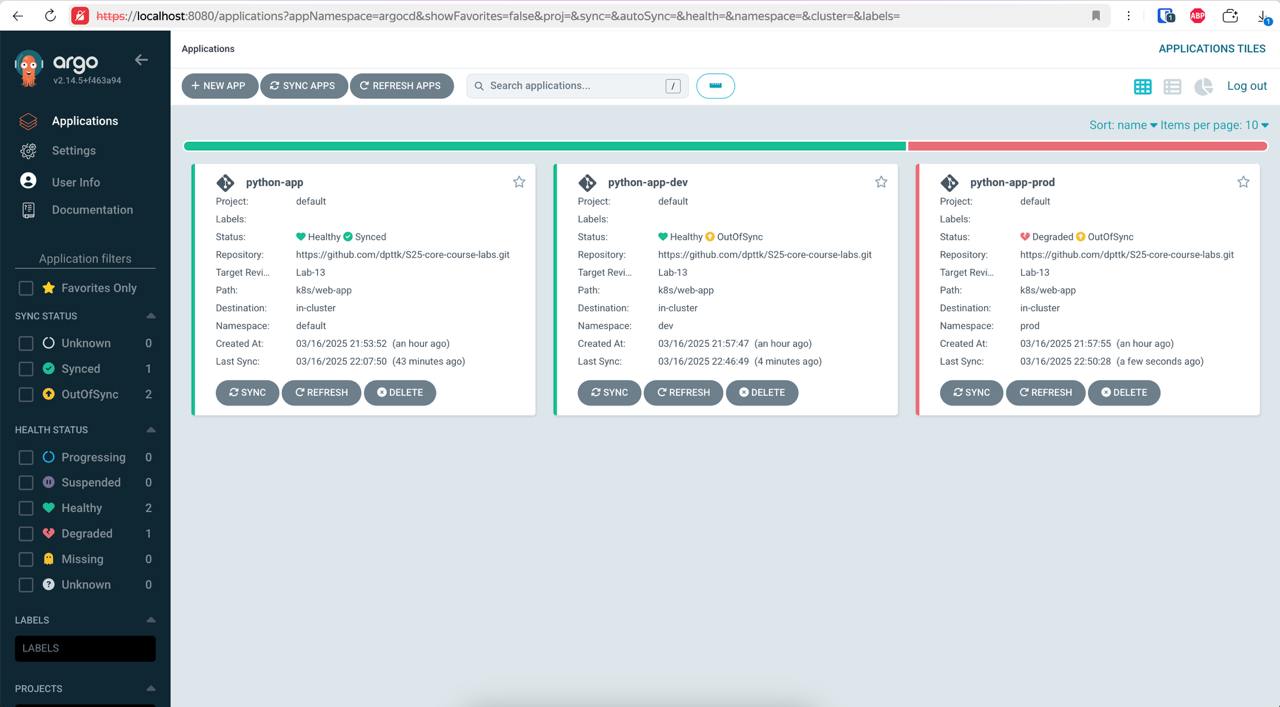 https://localhost:8080/applications?appNamespace=argocd&showFavorites=false&proj=&sync=&autoSync=&health=&namespace=&cluster=&labels=
1
ABP
1
argo
v2.14.5+f463a94
Applications
Settings
User Info
Documentation
Application filters
Favorites Only
SYNC STATUS
Unknown 0
Synced 1
OutOfSync 2
HEALTH STATUS
Progressing 0
Suspended 0
Healthy 2
Degraded 1
Missing 0
Unknown 0
LABELS
LABELS
PROJECTS
Applications
APPLICATIONS TILES
+ NEW APP
SYNC APPS
REFRESH APPS
Search applications...
/
Log out
Sort: name Items per page: 10
python-app
Project: default
Labels:
Status: Healthy Synced
Repository: https://github.com/dpttk/S25-core-course-labs.git
Target Revi... Lab-13
Path: k8s/web-app
Destination: in-cluster
Namespace: default
Created At: 03/16/2025 21:53:52 (an hour ago)
Last Sync: 03/16/2025 22:07:50 (43 minutes ago)
SYNC REFRESH DELETE
python-app-dev
Project: default
Labels:
Status: Healthy OutOfSync
Repository: https://github.com/dpttk/S25-core-course-labs.git
Target Revi... Lab-13
Path: k8s/web-app
Destination: in-cluster
Namespace: dev
Created At: 03/16/2025 21:57:47 (an hour ago)
Last Sync: 03/16/2025 22:46:49 (4 minutes ago)
SYNC REFRESH DELETE
python-app-prod
Project: default
Labels:
Status: Degraded OutOfSync
Repository: https://github.com/dpttk/S25-core-course-labs.git
Target Revi... Lab-13
Path: k8s/web-app
Destination: in-cluster
Namespace: prod
Created At: 03/16/2025 21:57:55 (an hour ago)
Last Sync: 03/16/2025 22:50:28 (a few seconds ago)
SYNC REFRESH DELETE